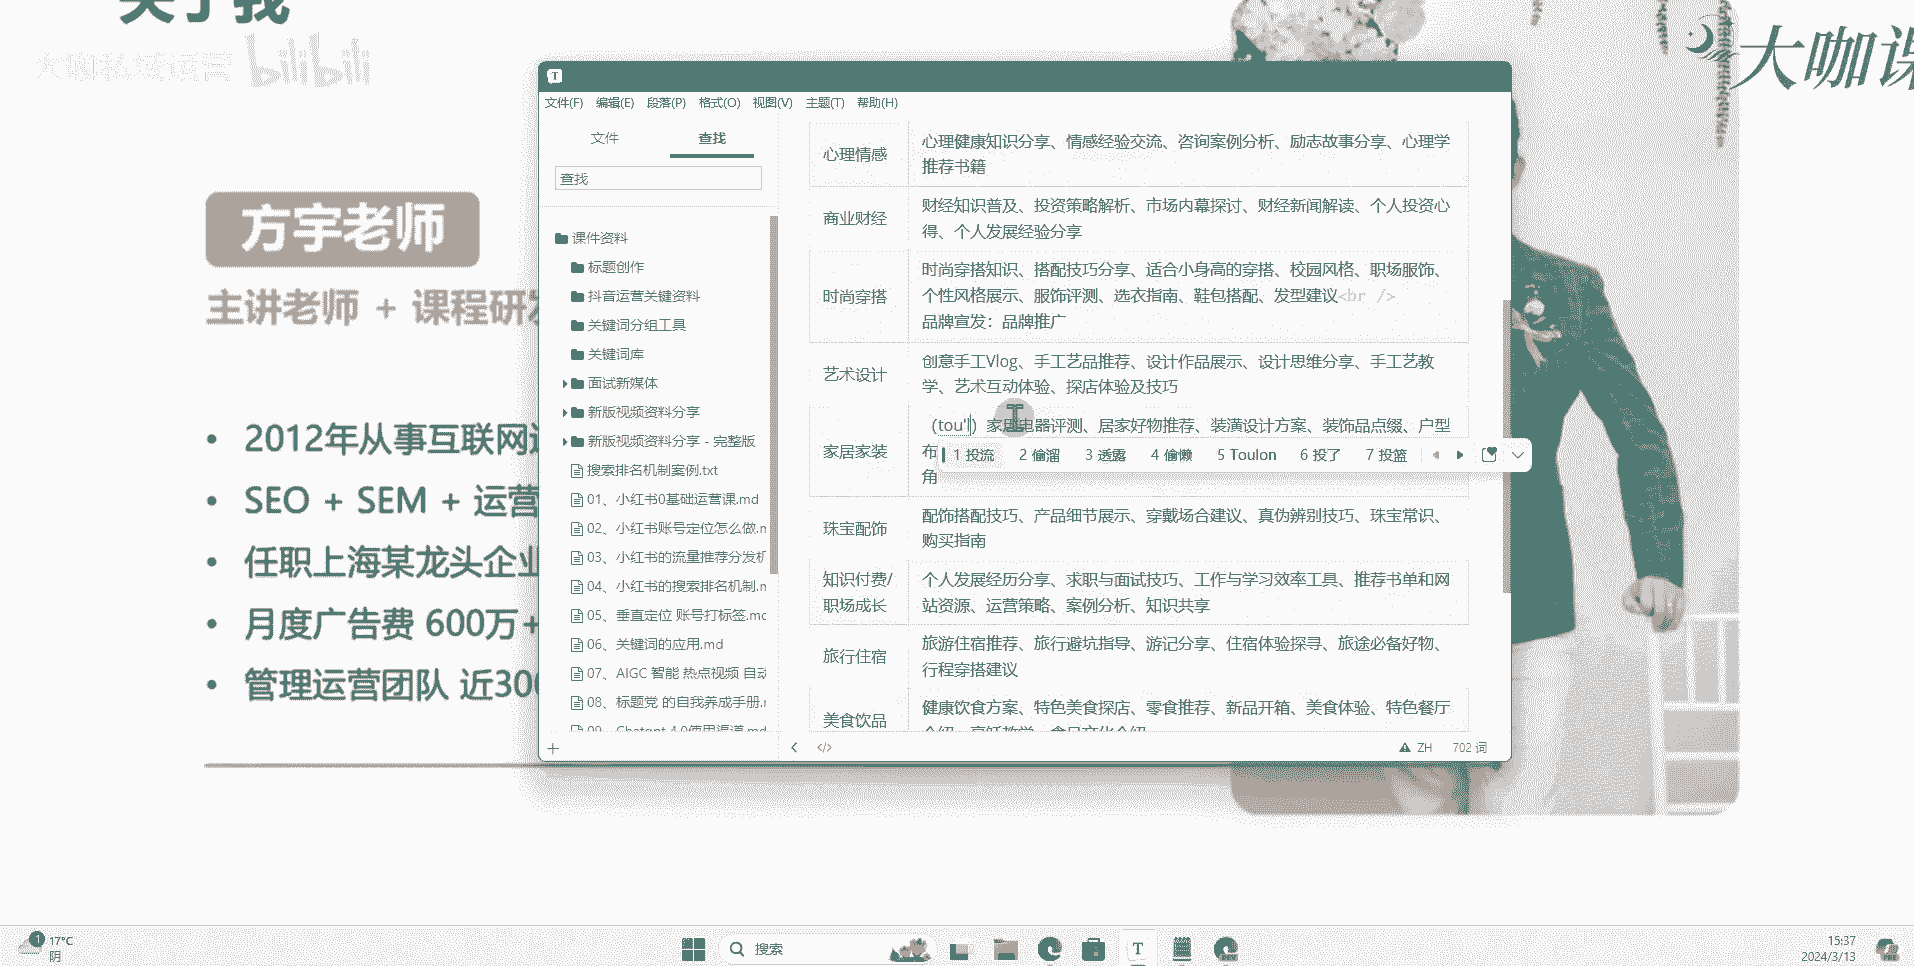 关于我
大咖私域运营 bilibili
大咖课
方宇老师
主讲老师 + 课程研发
• 2012年从事互联网
• SEO + SEM + 运营
• 任职上海某龙头企业
• 月度广告费 600万+
• 管理运营团队 近300
文件(F) 编辑(E) 段落(P) 格式(O) 视图(V) 主题(T) 帮助(H)
文件 查找
查找
课件资料
标题创作
抖音运营关键资料
关键词分组工具
关键词库
面试新媒体
新版视频资料分享
新版视频资料分享 - 完整版
搜索排名机制案例.txt
01、小红书0基础运营课.md
02、小红书账号定位怎么做.m
03、小红书的流量推荐分发机
04、小红书的搜索排名机制.m
05、垂直定位 账号打标签.mc
06、关键词的应用.md
07、AIGC 智能 热点视频 自动
08、标题党 的自我养成手册.r
09、Chatgpt 4.0使用渠道.md
心理情感
心理健康知识分享、情感经验交流、咨询案例分析、励志故事分享、心理学
推荐书籍
商业财经
财经知识普及、投资策略解析、市场内幕探讨、财经新闻解读、个人投资心
得、个人发展经验分享
时尚穿搭
时尚穿搭知识、搭配技巧分享、适合小身高的穿搭、校园风格、职场服饰、
个性风格展示、服饰评测、选衣指南、鞋包搭配、发型建议<br />
品牌宣发：品牌推广
艺术设计
创意手工Vlog、手工艺品推荐、设计作品展示、设计思维分享、手工艺教
学、艺术互动体验、探店体验及技巧
家居家装
（tou'l）家居电器评测、居家好物推荐、装潢设计方案、装饰品点缀、户型
布
角
1 投流 2 偷溜 3 透露 4 偷懒 5 Toulon 6 投了 7 投篮
珠宝配饰
配饰搭配技巧、产品细节展示、穿戴场合建议、真伪辨别技巧、珠宝常识、
购买指南
知识付费/
职场成长
个人发展经历分享、求职与面试技巧、工作与学习效率工具、推荐书单和网
站资源、运营策略、案例分析、知识共享
旅行住宿
旅游住宿推荐、旅行避坑指导、游记分享、住宿体验探寻、旅途必备好物、
行程穿搭建议
美食饮品
健康饮食方案、特色美食探店、零食推荐、新品开箱、美食体验、特色餐厅
</> ZH 702 词
1 17°C
阴
搜索
15:37
2024/3/13